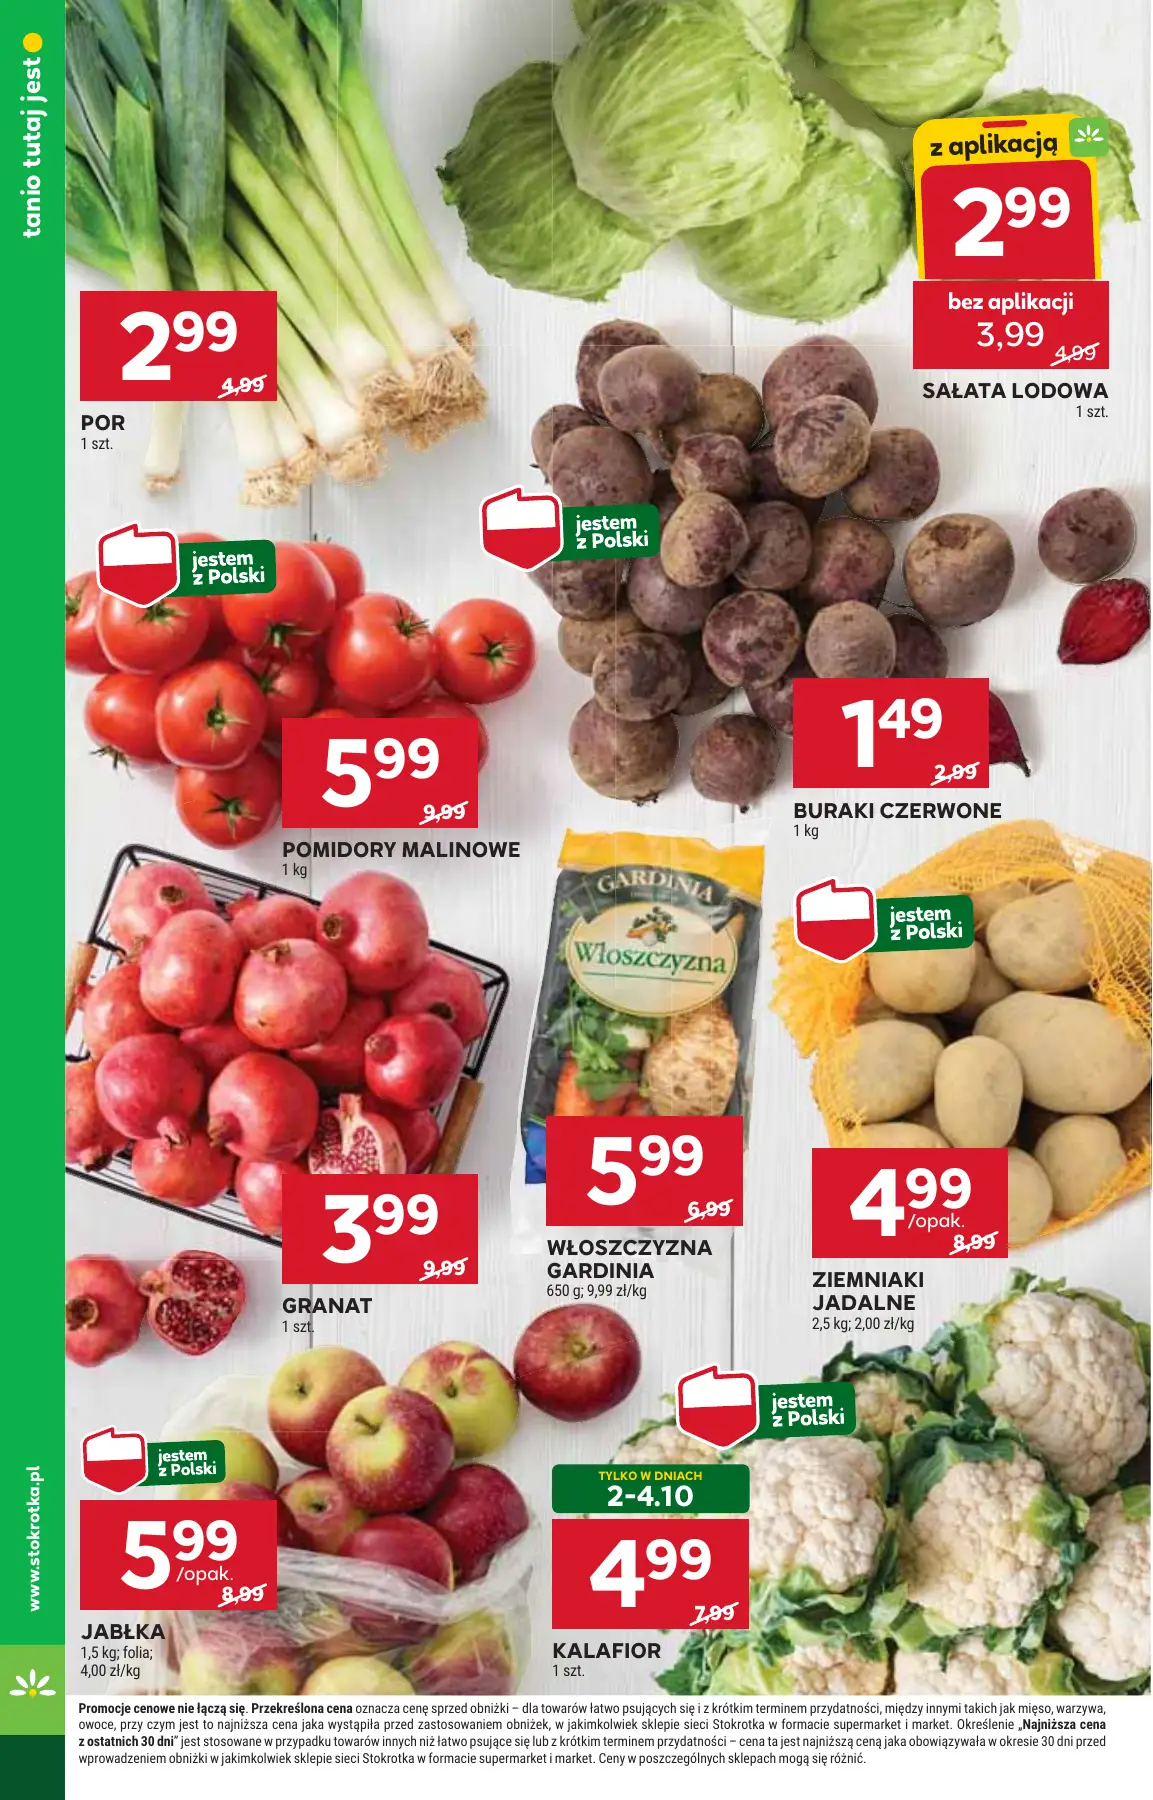 tanio tutaj jest
z aplikacją
2 99
bez aplikacji
3,99
4,99
SAŁATA LODOWA
1 szt.
2 99
4,99
POR
1 szt.
jestem
z Polski
jestem
z Polski
5 99
9,99
POMIDORY MALINOWE
1 kg
1 49
2,99
BURAKI CZERWONE
1 kg
GARDINIA
Włoszczyzna
jestem
z Polski
3 99
9,99
GRANAT
1 szt.
5 99
6,99
WŁOSZCZYZNA
GARDINIA
650 g; 9,99 zł/kg
4 99
/opak.
8,99
ZIEMNIAKI
JADALNE
2,5 kg; 2,00 zł/kg
jestem
z Polski
jestem
z Polski
5 99
/opak.
8,99
JABŁKA
1,5 kg; folia;
4,00 zł/kg
TYLKO W DNIACH
2-4.10
4 99
7,99
KALAFIOR
1 szt.
www.stokrotka.pl
Promocje cenowe nie łączą się. Przekreślona cena oznacza cenę sprzed obniżki – dla towarów łatwo psujących się i z krótkim terminem przydatności, między innymi takich jak mięso, warzywa,
owoce, przy czym jest to najniższa cena jaka wystąpiła przed zastosowaniem obniżek, w jakimkolwiek sklepie sieci Stokrotka w formacie supermarket i market. Określenie „Najniższa cena
z ostatnich 30 dni” jest stosowane w przypadku towarów innych niż łatwo psujące się lub z krótkim terminem przydatności – cena ta jest najniższą ceną jaka obowiązywała w okresie 30 dni przed
wprowadzeniem obniżki w jakimkolwiek sklepie sieci Stokrotka w formacie supermarket i market. Ceny w poszczególnych sklepach mogą się różnić.